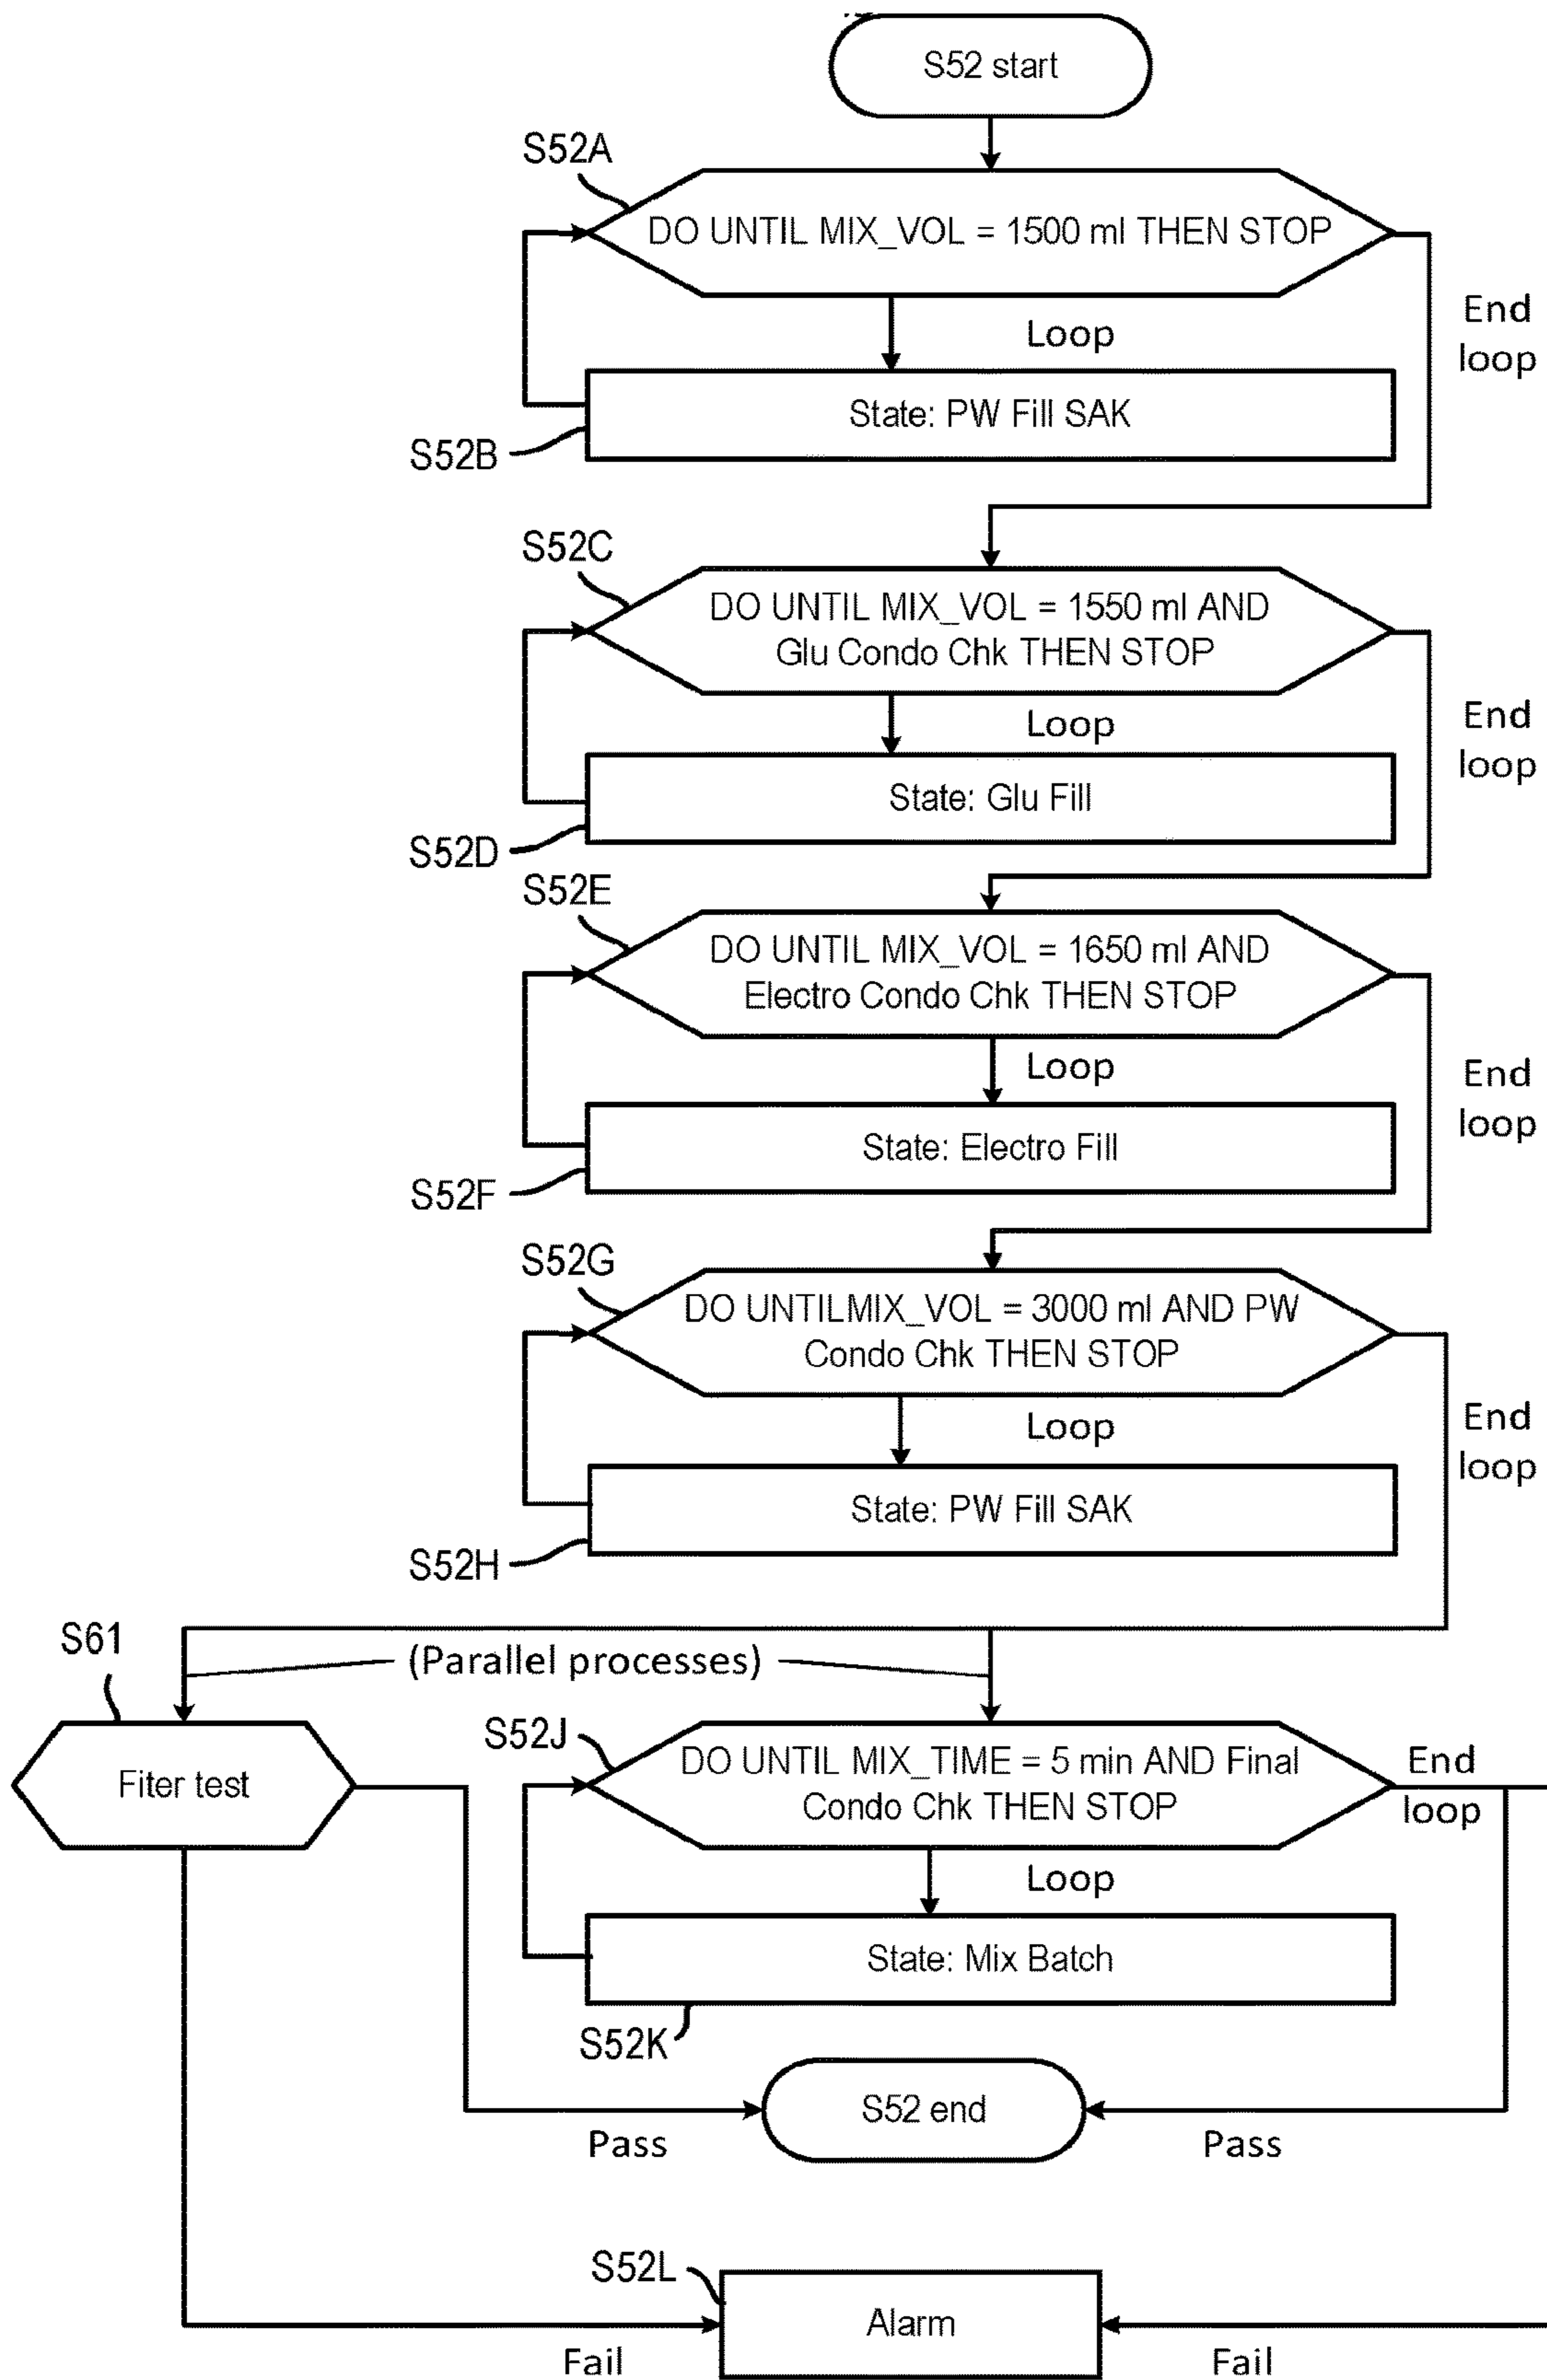 S52 start
S52A
DO UNTIL MIX_VOL = 1500 ml THEN STOP
End
loop
Loop
State: PW Fill SAK
S52B
S52C
DO UNTIL MIX_VOL = 1550 ml AND
Glu Condo Chk THEN STOP
End
loop
Loop
State: Glu Fill
S52D
S52E
DO UNTIL MIX_VOL = 1650 ml AND
Electro Condo Chk THEN STOP
End
loop
Loop
State: Electro Fill
S52F
S52G
DO UNTILMIX_VOL = 3000 ml AND PW
Condo Chk THEN STOP
End
loop
Loop
State: PW Fill SAK
S52H
S61
(Parallel processes)
Fiter test
S52J
DO UNTIL MIX_TIME = 5 min AND Final
Condo Chk THEN STOP
End
loop
Loop
State: Mix Batch
S52K
S52 end
Pass
Pass
S52L
Alarm
Fail
Fail